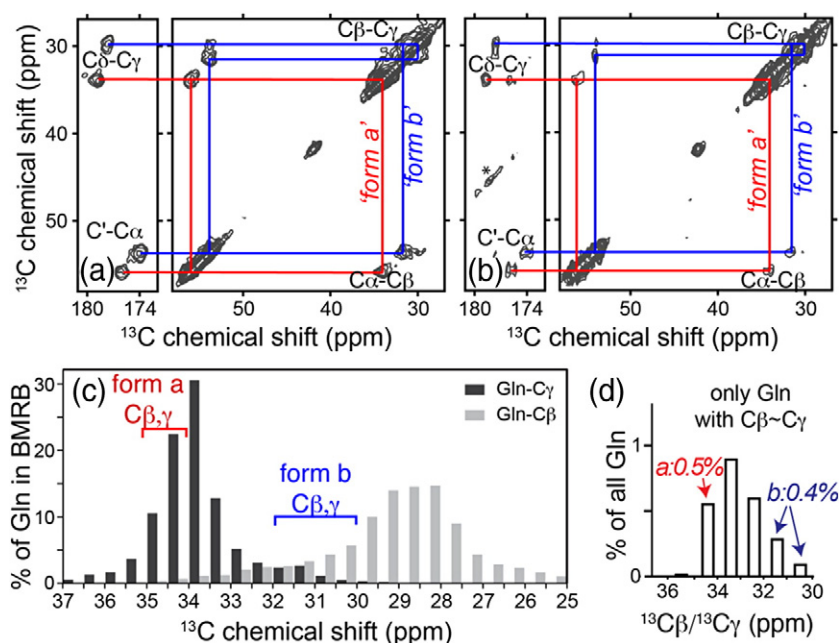 30
40
50
¹³C chemical shift (ppm)
Cδ-Cγ
C'-Cα
Cβ-Cγ
Cα-Cβ
'form a'
'form b'
(a)
180 174
50 40 30
¹³C chemical shift (ppm)
30
40
50
¹³C chemical shift (ppm)
Cδ-Cγ
*
C'-Cα
Cβ-Cγ
Cα-Cβ
'form a'
'form b'
(b)
180 174
50 40 30
¹³C chemical shift (ppm)
(c)
% of Gln in BMRB
30
20
10
0
form a
Cβ,γ
form b
Cβ,γ
Gln-Cγ
Gln-Cβ
37 35 34 33 32 31 30 29 28 27 26 25
¹³C chemical shift (ppm)
(d)
only Gln
with Cβ~Cγ
% of all Gln
1
0
a:0.5%
b:0.4%
36 34 32 30
¹³Cβ/¹³Cγ (ppm)